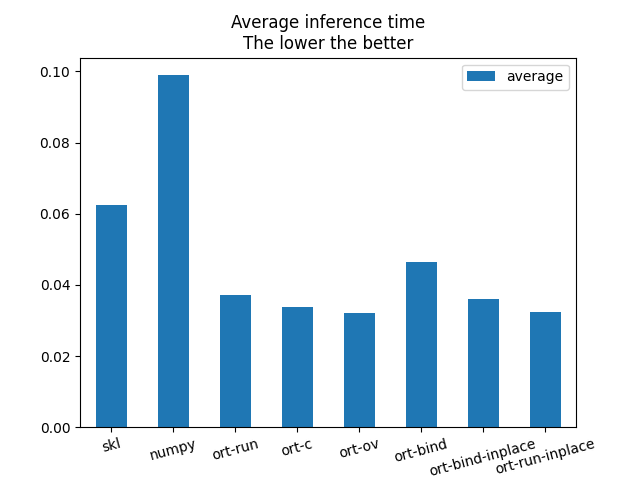 Average inference time
The lower the better
average
0.10
0.08
0.06
0.04
0.02
0.00
skl
numpy
ort-run
ort-c
ort-ov
ort-bind
ort-bind-inplace
ort-run-inplace